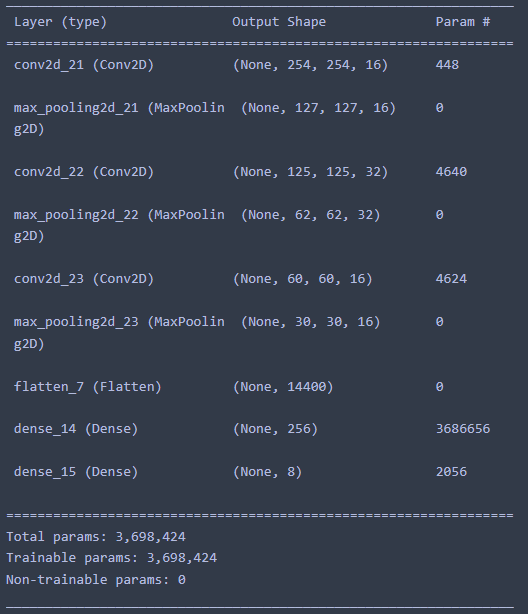 Layer (type) Output Shape Param #
=================================================================
conv2d_21 (Conv2D) (None, 254, 254, 16) 448
max_pooling2d_21 (MaxPoolin (None, 127, 127, 16) 0
g2D)
conv2d_22 (Conv2D) (None, 125, 125, 32) 4640
max_pooling2d_22 (MaxPoolin (None, 62, 62, 32) 0
g2D)
conv2d_23 (Conv2D) (None, 60, 60, 16) 4624
max_pooling2d_23 (MaxPoolin (None, 30, 30, 16) 0
g2D)
flatten_7 (Flatten) (None, 14400) 0
dense_14 (Dense) (None, 256) 3686656
dense_15 (Dense) (None, 8) 2056
=================================================================
Total params: 3,698,424
Trainable params: 3,698,424
Non-trainable params: 0